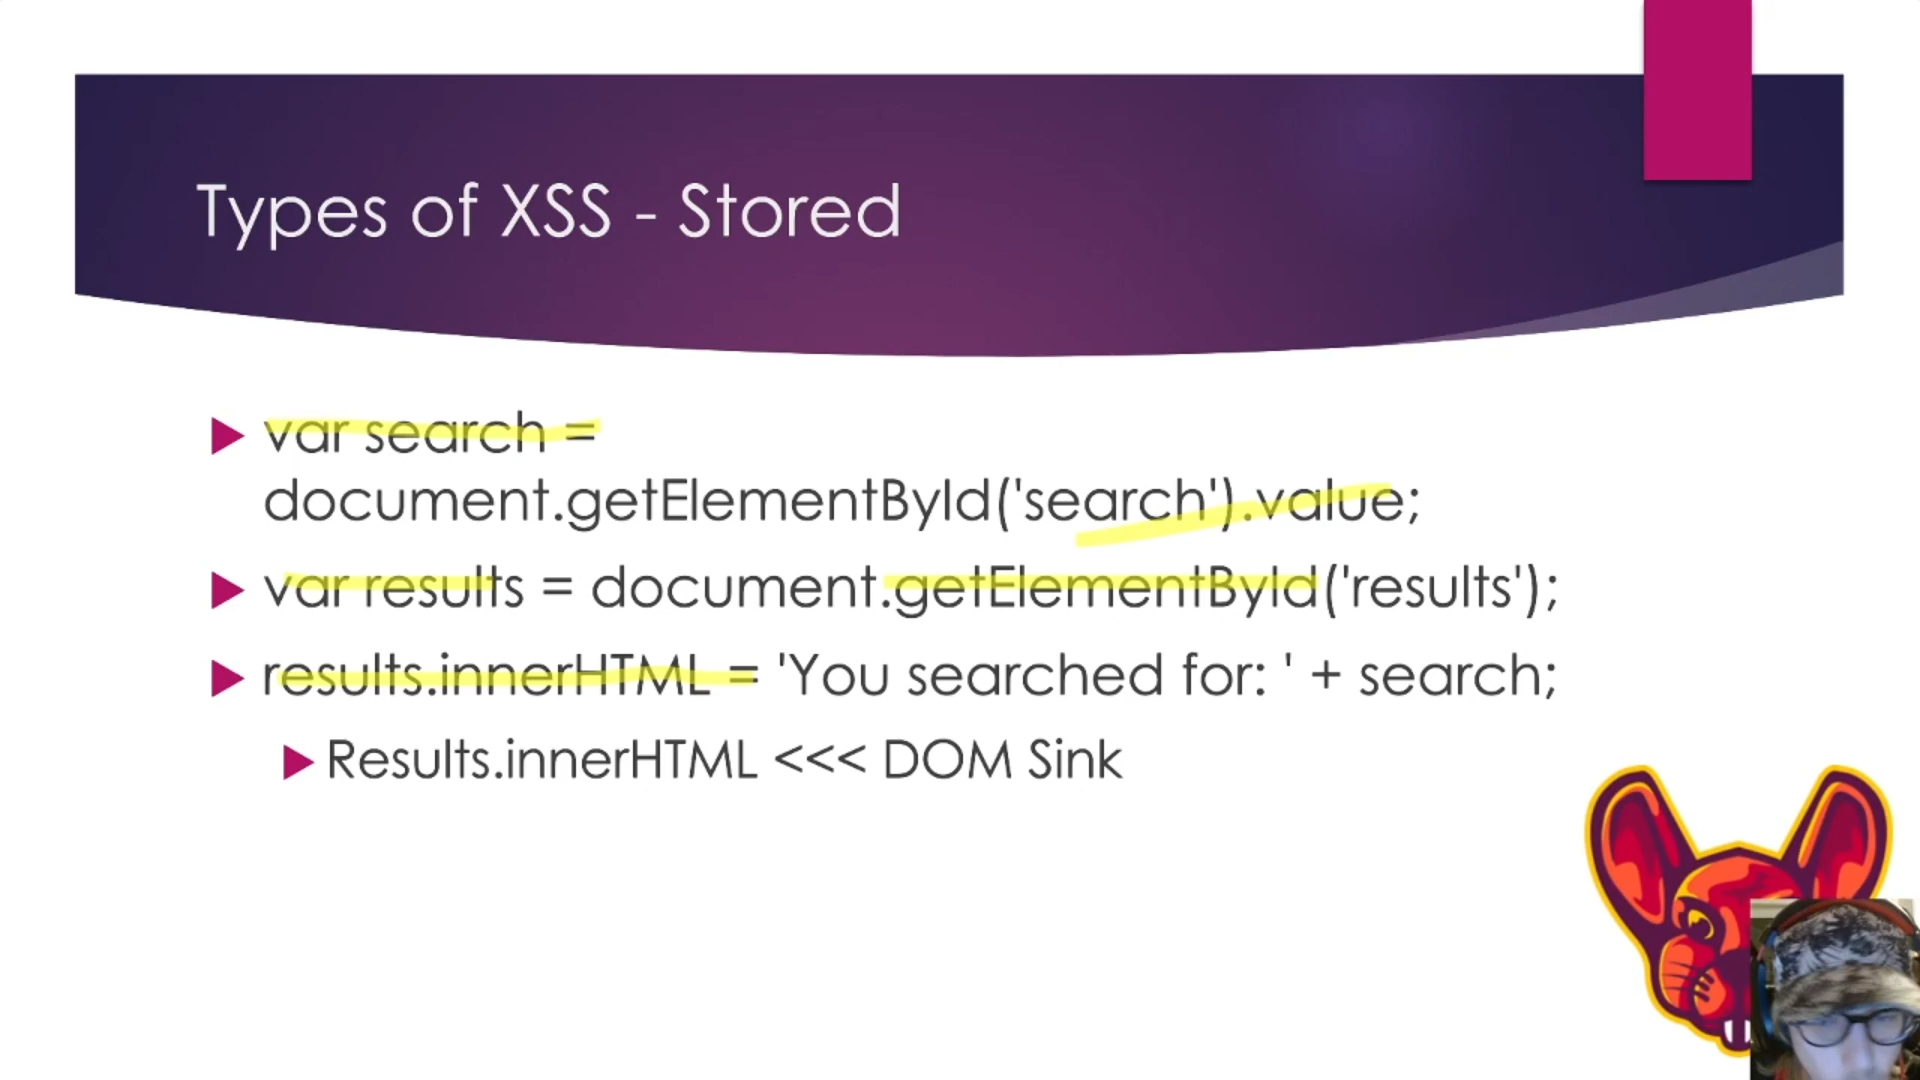 Types of XSS - Stored
var search =
document.getElementById('search').value;
var results = document.getElementById('results');
results.innerHTML = 'You searched for: ' + search;
Results.innerHTML <<< DOM Sink